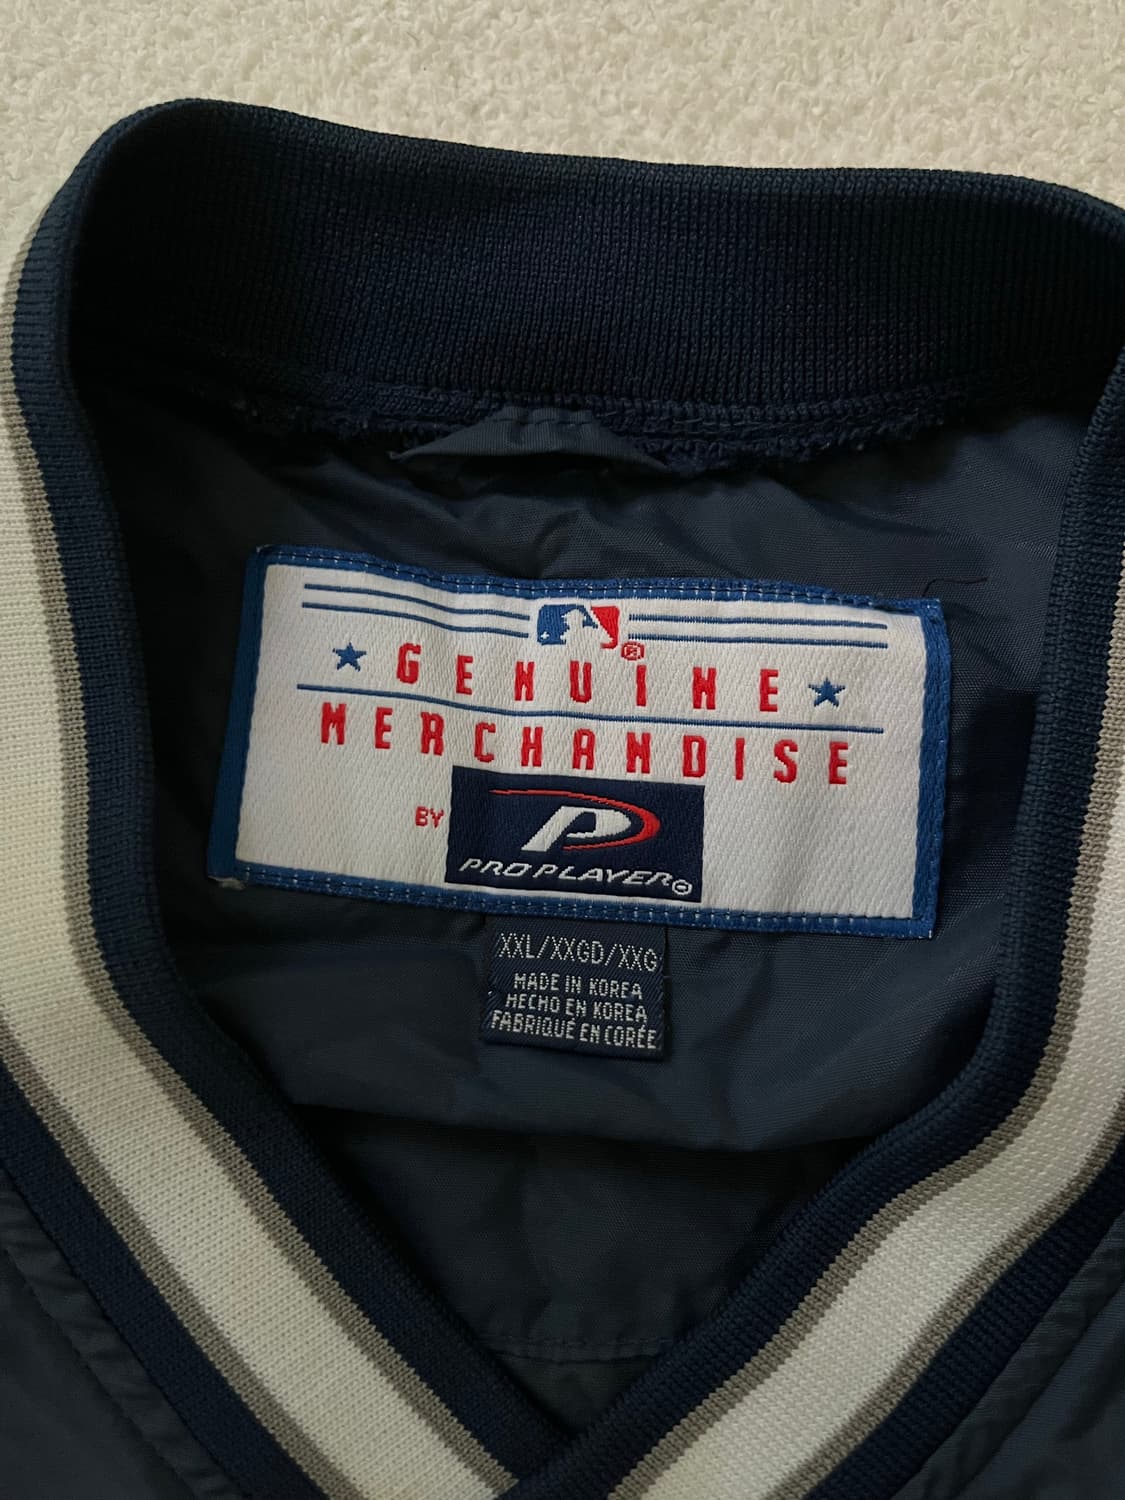 GENUINE
MERCHANDISE
BY
PRO PLAYER®
XXL/XXGD/XXG
MADE IN KOREA
HECHO EN KOREA
FABRIQUÉ EN CORÉE